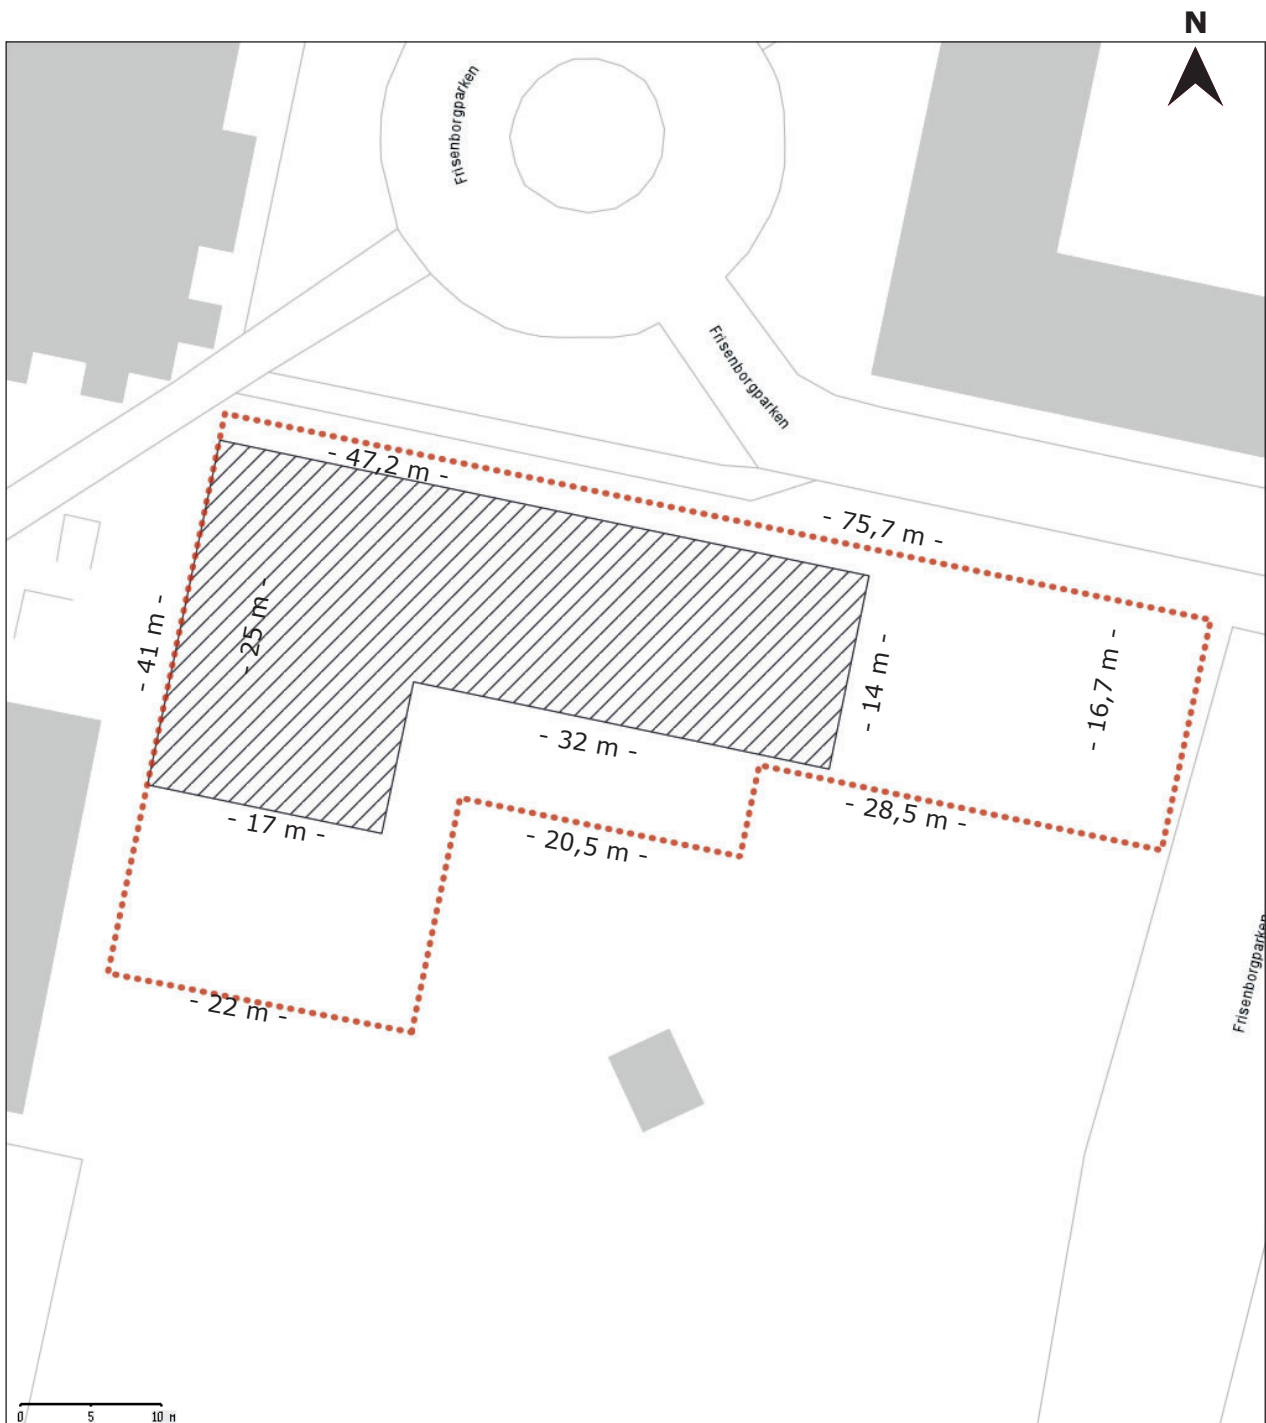 N
Frisenborgparken
Frisenborgparken
- 47,2 m -
- 75,7 m -
- 41 m -
- 25 m -
- 14 m -
- 16,7 m -
- 32 m -
- 17 m -
- 20,5 m -
- 28,5 m -
- 22 m -
Frisenborgparken
0 5 10 M